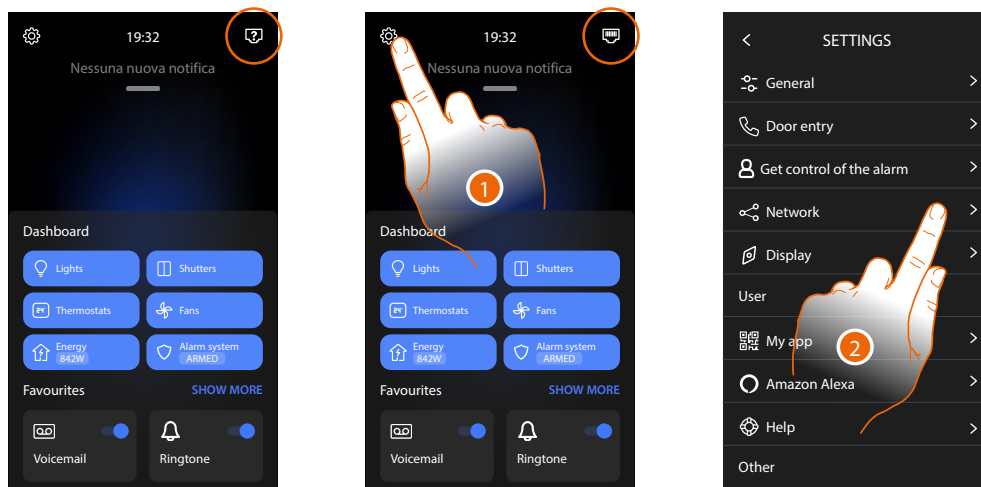 19:32
Nessuna nuova notifica
Dashboard
Lights
Shutters
24°
Thermostats
Fans
Energy
842W
Alarm system
ARMED
Favourites
SHOW MORE
Voicemail
Ringtone
19:32
Nessuna nuova notifica
1
Dashboard
Lights
Shutters
24°
Thermostats
Fans
Energy
842W
Alarm system
ARMED
Favourites
SHOW MORE
Voicemail
Ringtone
SETTINGS
General
Door entry
Get control of the alarm
Network
Display
User
My app
2
Amazon Alexa
Help
Other